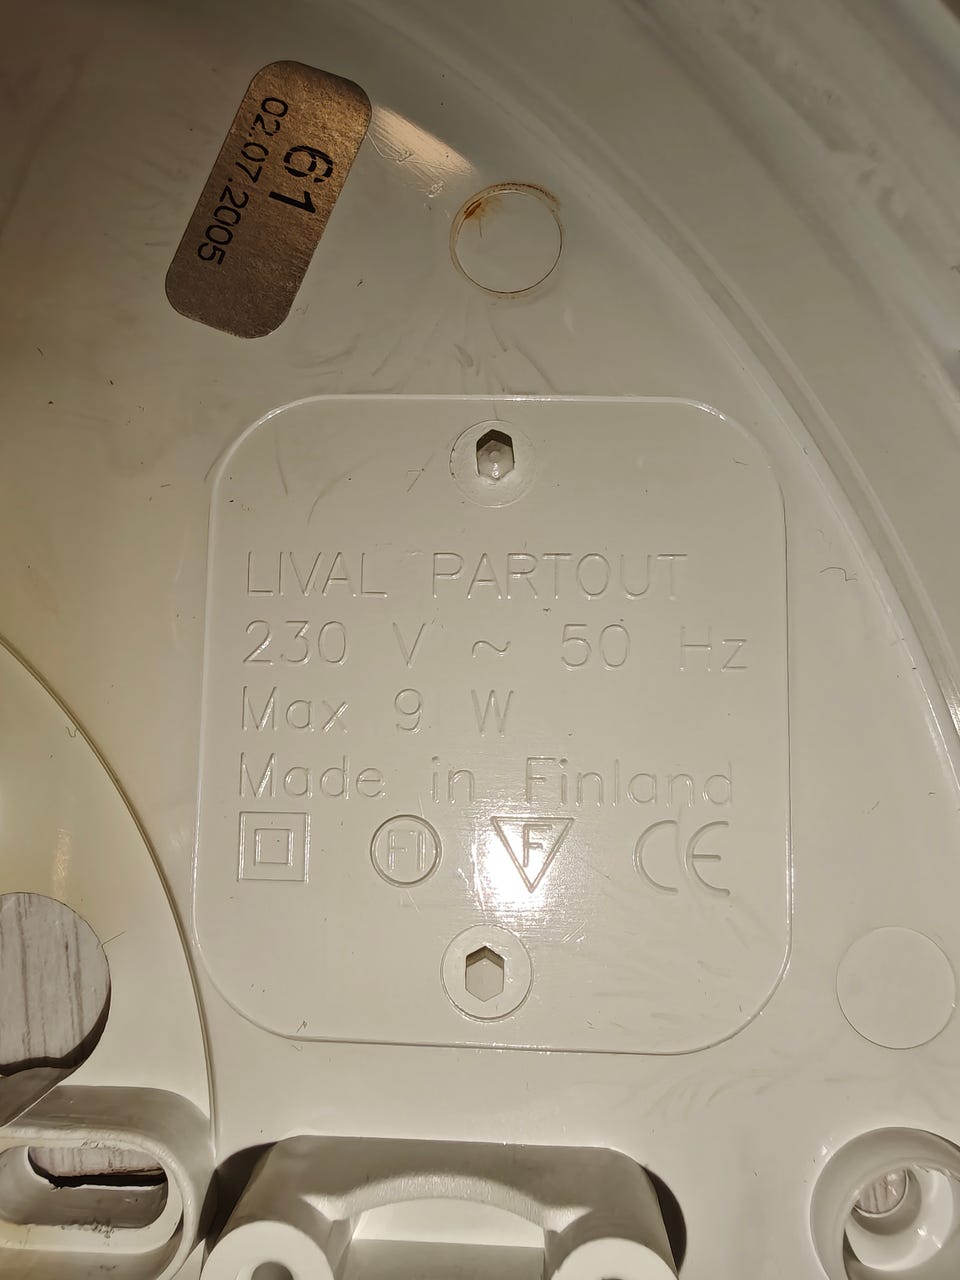 61
02.07.2005
LIVAL PARTOUT
230 V ~ 50 Hz
Max 9 W
Made in Finland
FI F CE